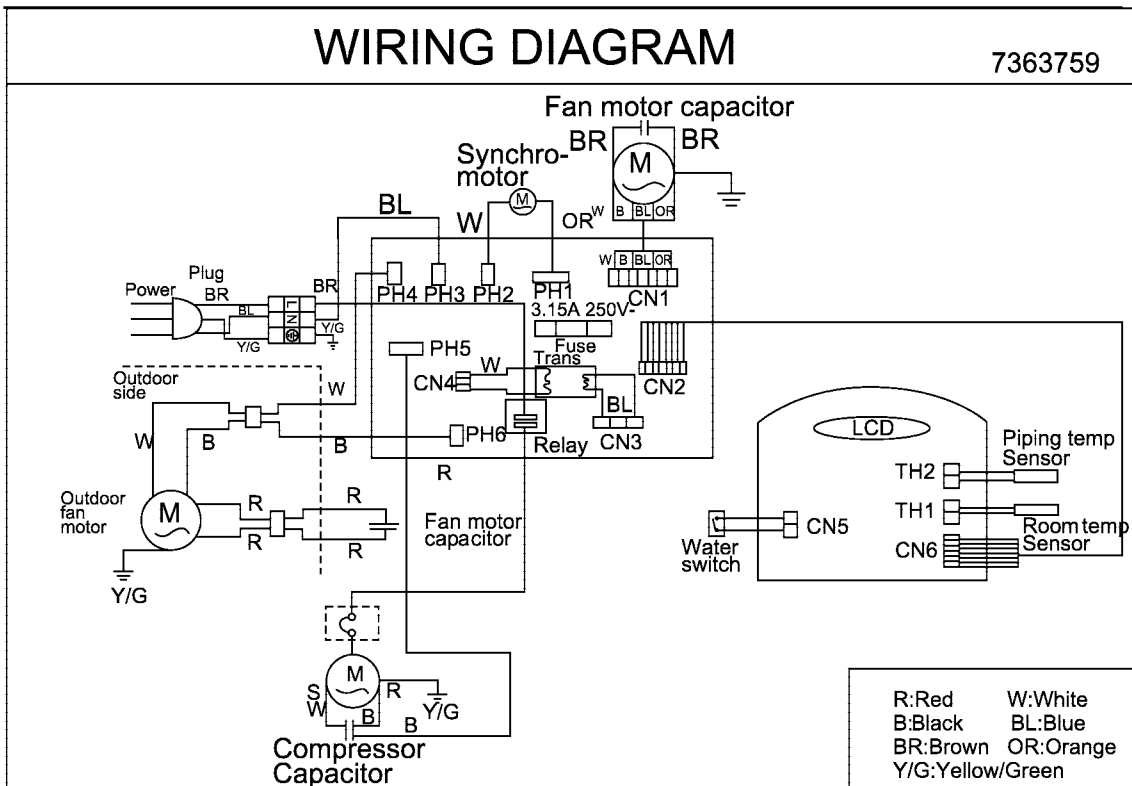 WIRING DIAGRAM
7363759
Fan motor capacitor
BR
BR
M
Synchro-
motor
M
W B BL OR
BL
W
OR
W B BL OR
CN1
PH4
PH3
PH2
PH1
3.15A 250V~
Fuse
Power
Plug
BR
BL
Y/G
L
N
BR
Y/G
PH5
CN4
W
Trans
BL
CN3
CN2
Relay
PH6
R
Outdoor
side
W
B
W
B
Outdoor
fan
motor
M
R
R
R
R
Y/G
Fan motor
capacitor
M
S
W
B
R
Y/G
B
Compressor
Capacitor
LCD
TH2
Piping temp
Sensor
TH1
Room temp
Sensor
CN5
CN6
Water
switch
R:Red W:White
B:Black BL:Blue
BR:Brown OR:Orange
Y/G:Yellow/Green